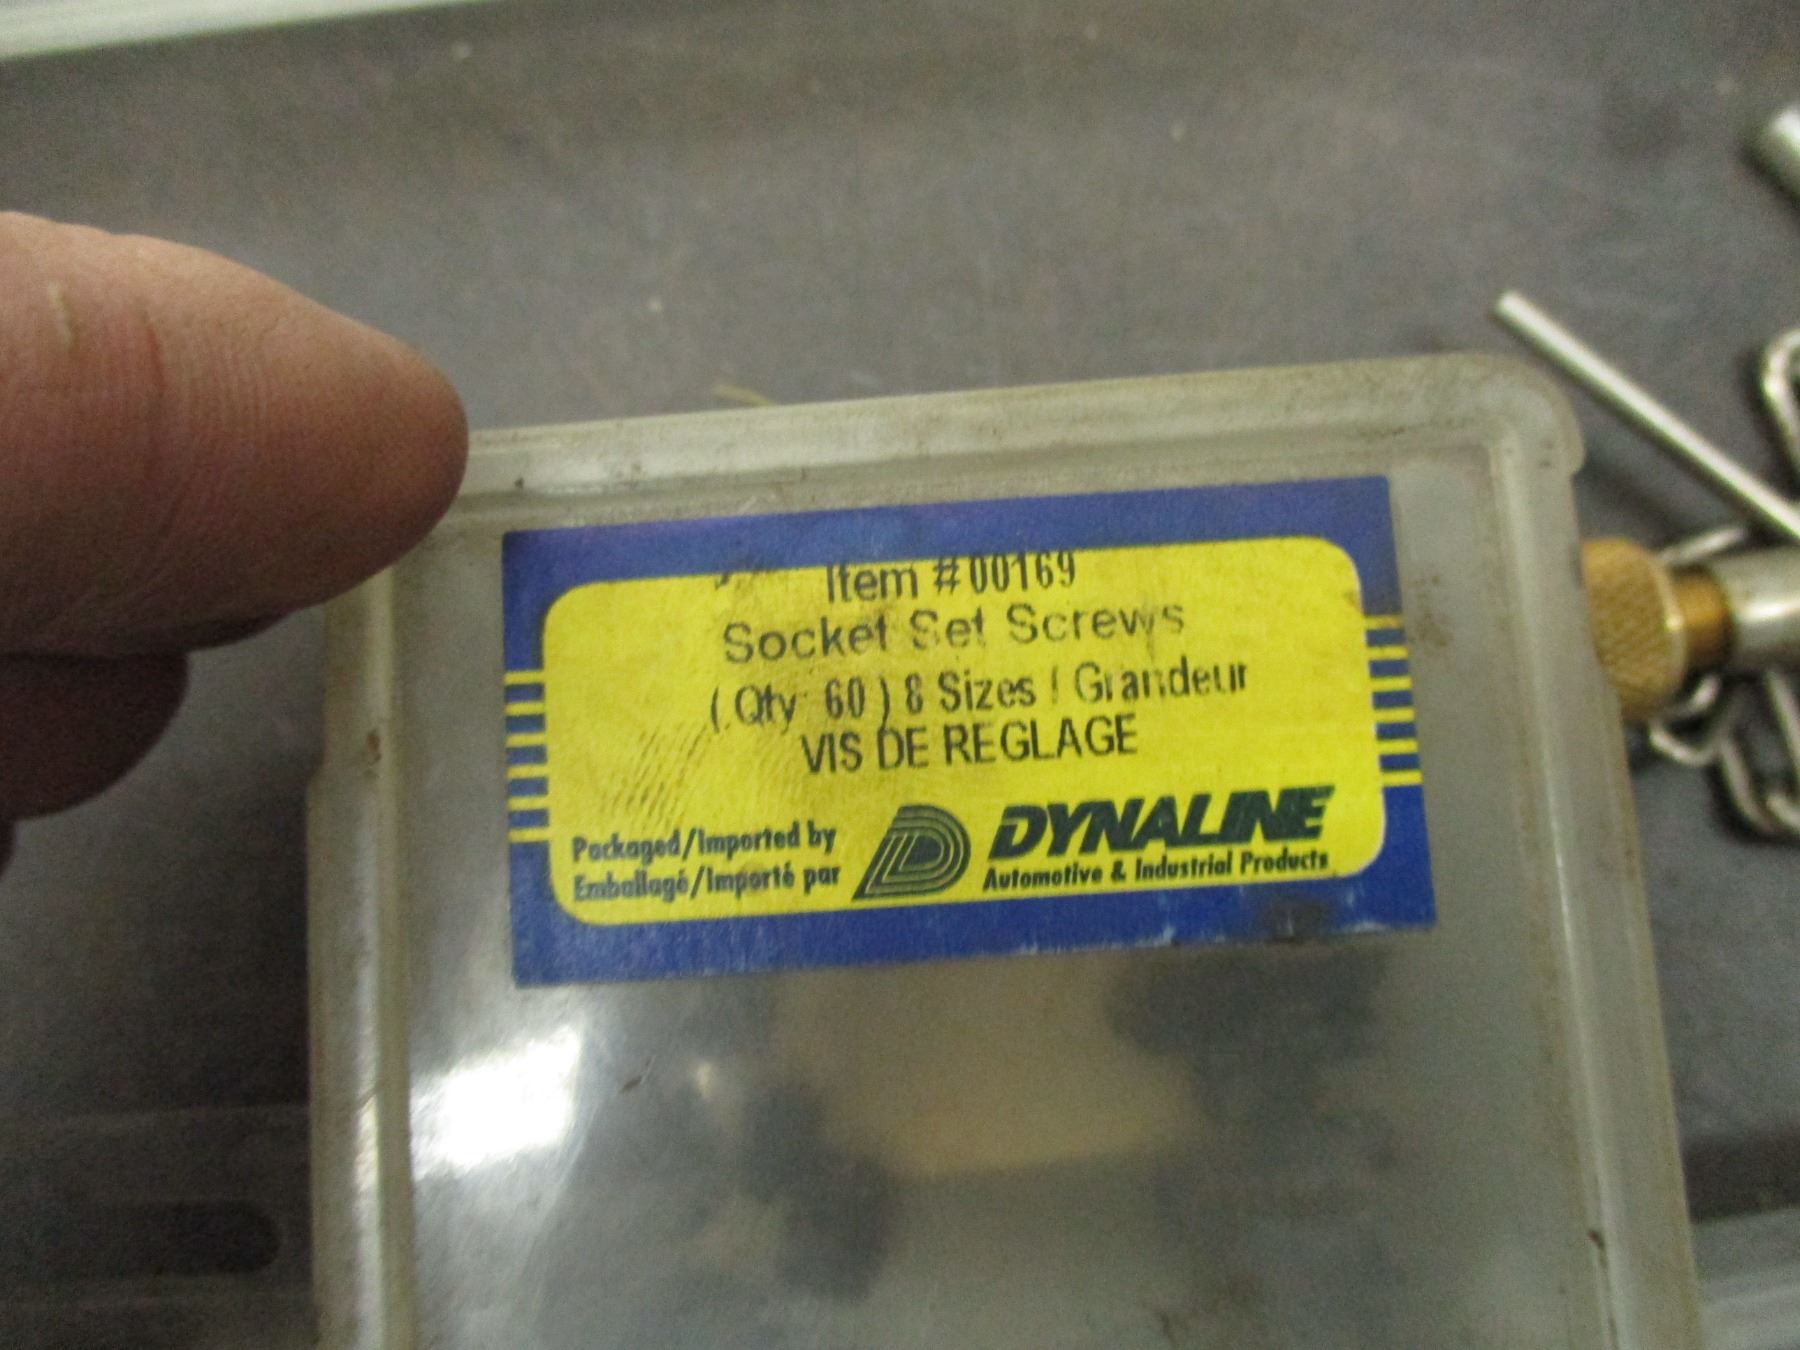 Item #00169
Socket Set Screws
( Qty 60 ) 8 Sizes / Grandeur
VIS DE REGLAGE
Packaged/Imported by
Emballagé/Importé par
DYNALINE
Automotive & Industrial Products